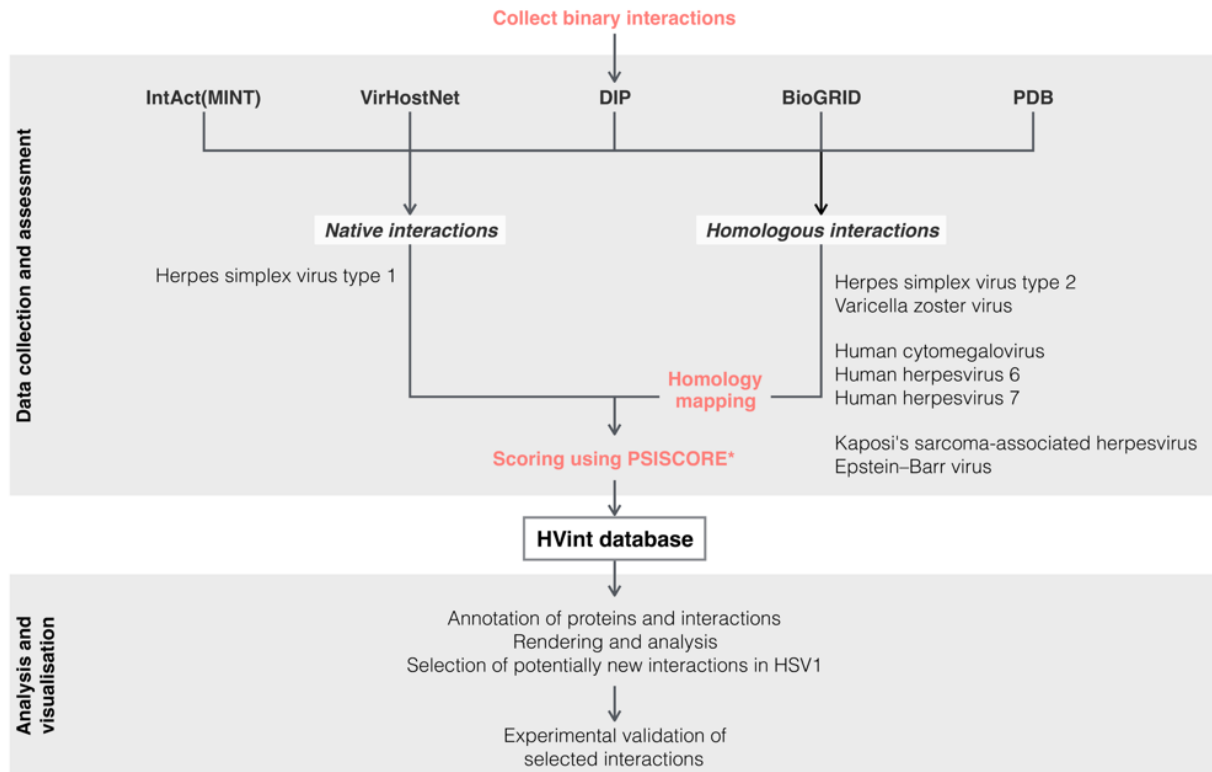 Collect binary interactions
Data collection and assessment
IntAct(MINT) VirHostNet DIP BioGRID PDB
Native interactions
Homologous interactions
Herpes simplex virus type 1
Herpes simplex virus type 2
Varicella zoster virus
Human cytomegalovirus
Human herpesvirus 6
Human herpesvirus 7
Kaposi's sarcoma-associated herpesvirus
Epstein–Barr virus
Homology
mapping
Scoring using PSISCORE*
HVint database
Analysis and
visualisation
Annotation of proteins and interactions
Rendering and analysis
Selection of potentially new interactions in HSV1
Experimental validation of
selected interactions